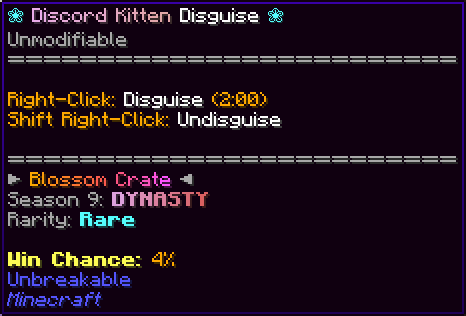 ❀ Discord Kitten Disguise ❀
Unmodifiable
================================
Right-Click: Disguise (2:00)
Shift Right-Click: Undisguise
================================
► Blossom Crate ◄
Season 9: DYNASTY
Rarity: Rare
Win Chance: 4%
Unbreakable
Minecraft